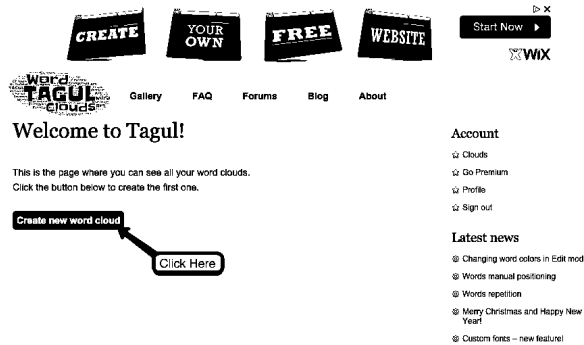 CREATE YOUR OWN FREE WEBSITE
Start Now
WiX
Word
TAGUL
Clouds
Gallery FAQ Forums Blog About
Welcome to Tagul!
This is the page where you can see all your word clouds.
Click the button below to create the first one.
Create new word cloud
Click Here
Account
Clouds
Go Premium
Profile
Sign out
Latest news
Changing word colors in Edit mod
Words manual positioning
Words repetition
Merry Christmas and Happy New
Year!
Custom fonts – new feature!